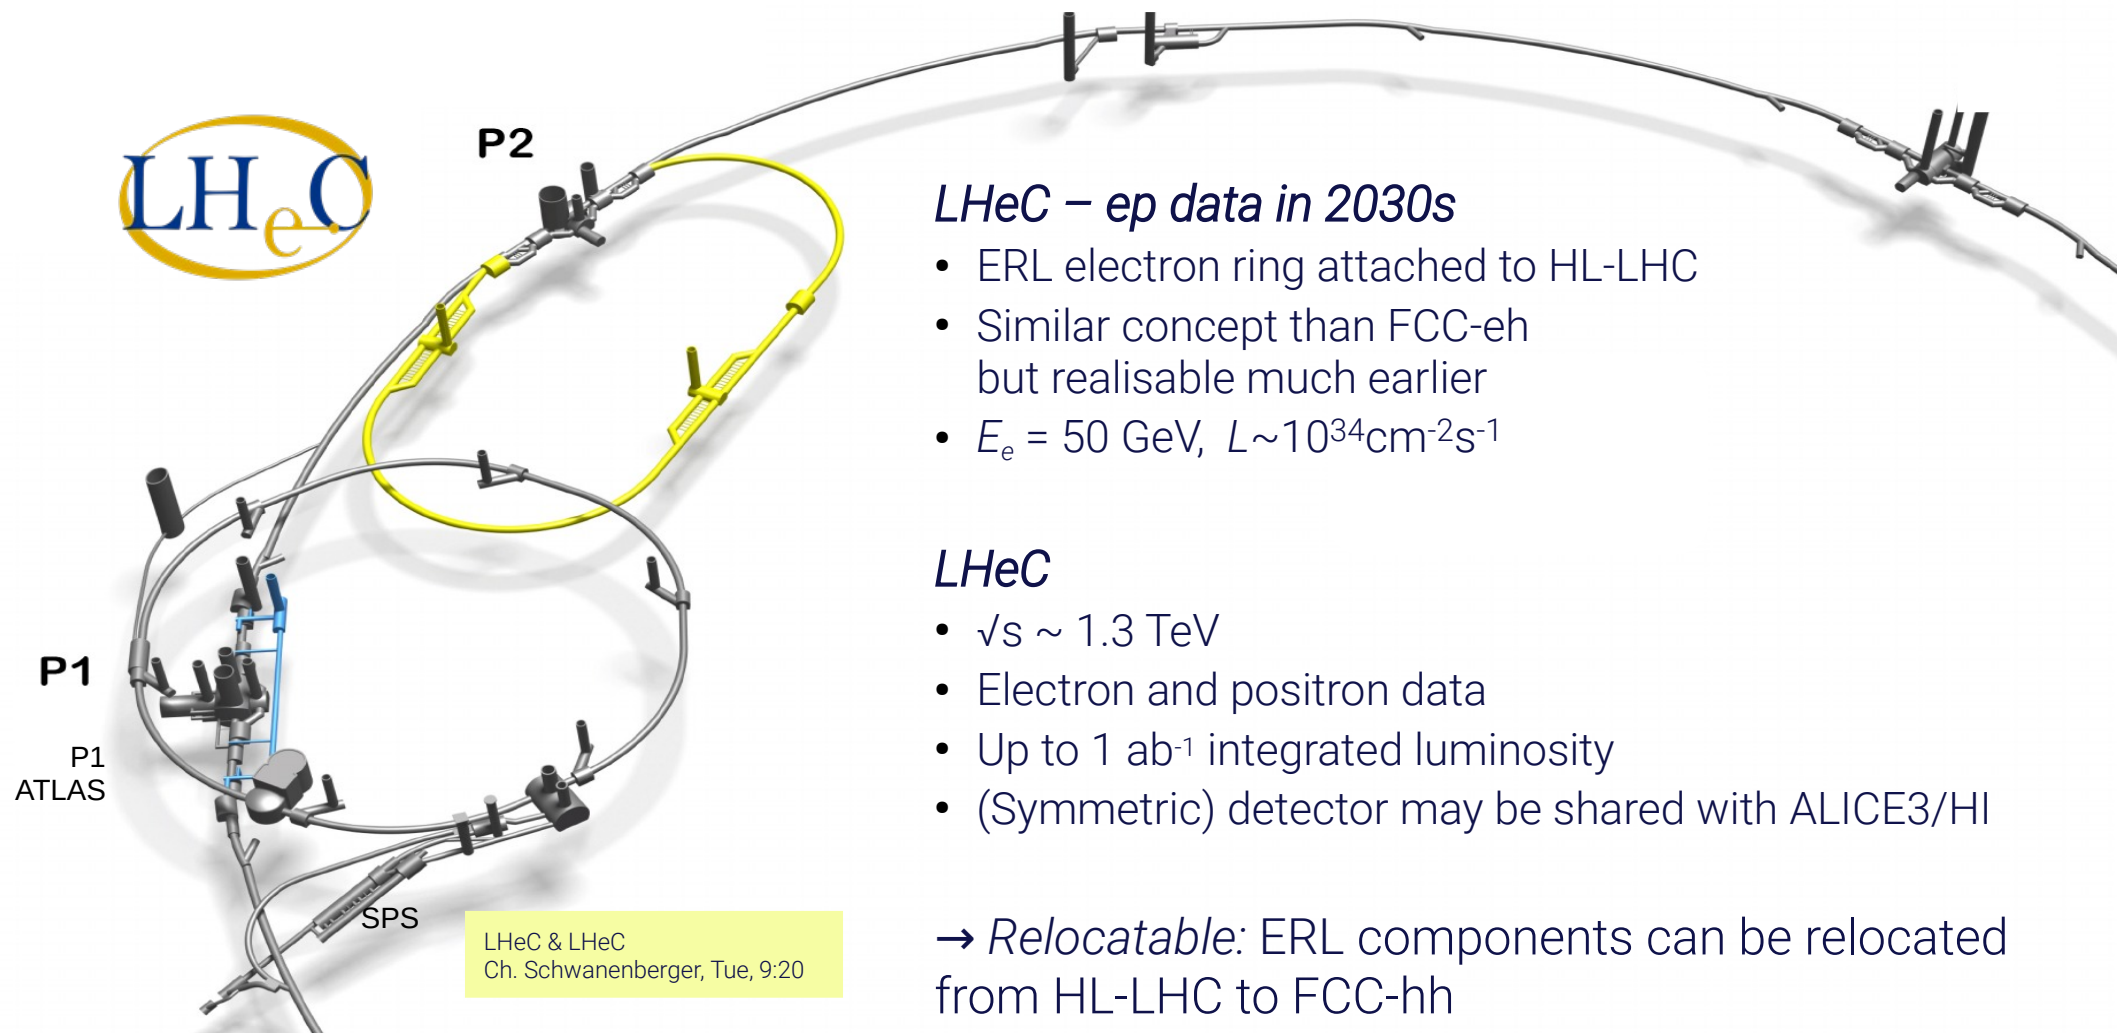 LHeC
P2
P1
P1
ATLAS
SPS
LHeC & LHeC
Ch. Schwanenberger, Tue, 9:20
LHeC – ep data in 2030s
• ERL electron ring attached to HL-LHC
• Similar concept than FCC-eh
but realisable much earlier
• Eₑ = 50 GeV, L~10³⁴cm⁻²s⁻¹
LHeC
• √s ~ 1.3 TeV
• Electron and positron data
• Up to 1 ab⁻¹ integrated luminosity
• (Symmetric) detector may be shared with ALICE3/HI
→ Relocatable: ERL components can be relocated
from HL-LHC to FCC-hh